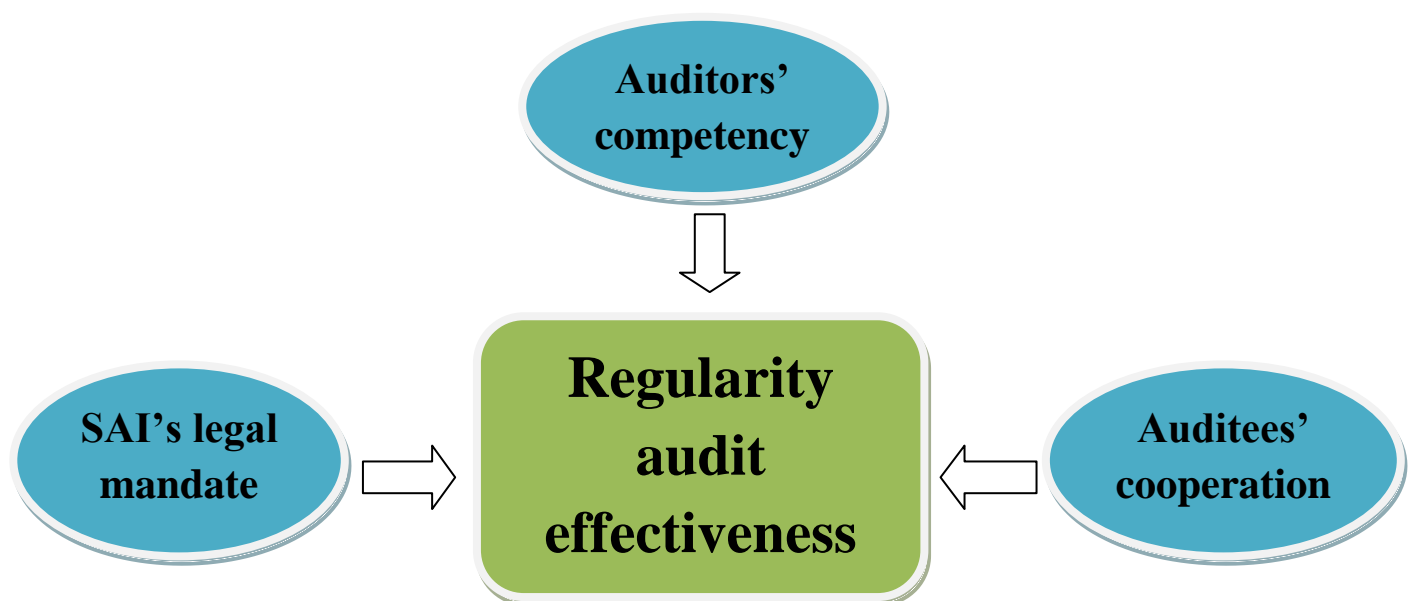 Auditors’
competency
Regularity
audit
effectiveness
SAI’s legal
mandate
Auditees’
cooperation